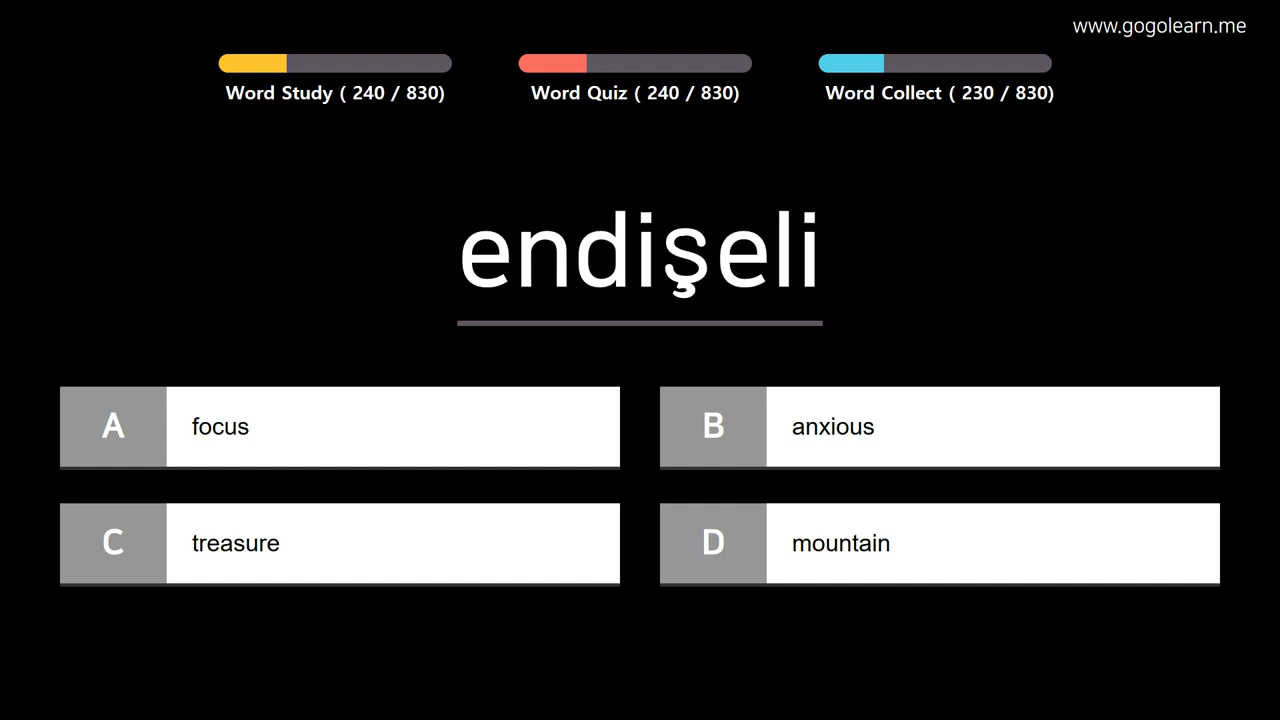 www.gogolearn.me
Word Study ( 240 / 830)
Word Quiz ( 240 / 830)
Word Collect ( 230 / 830)
endişeli
A focus
B anxious
C treasure
D mountain